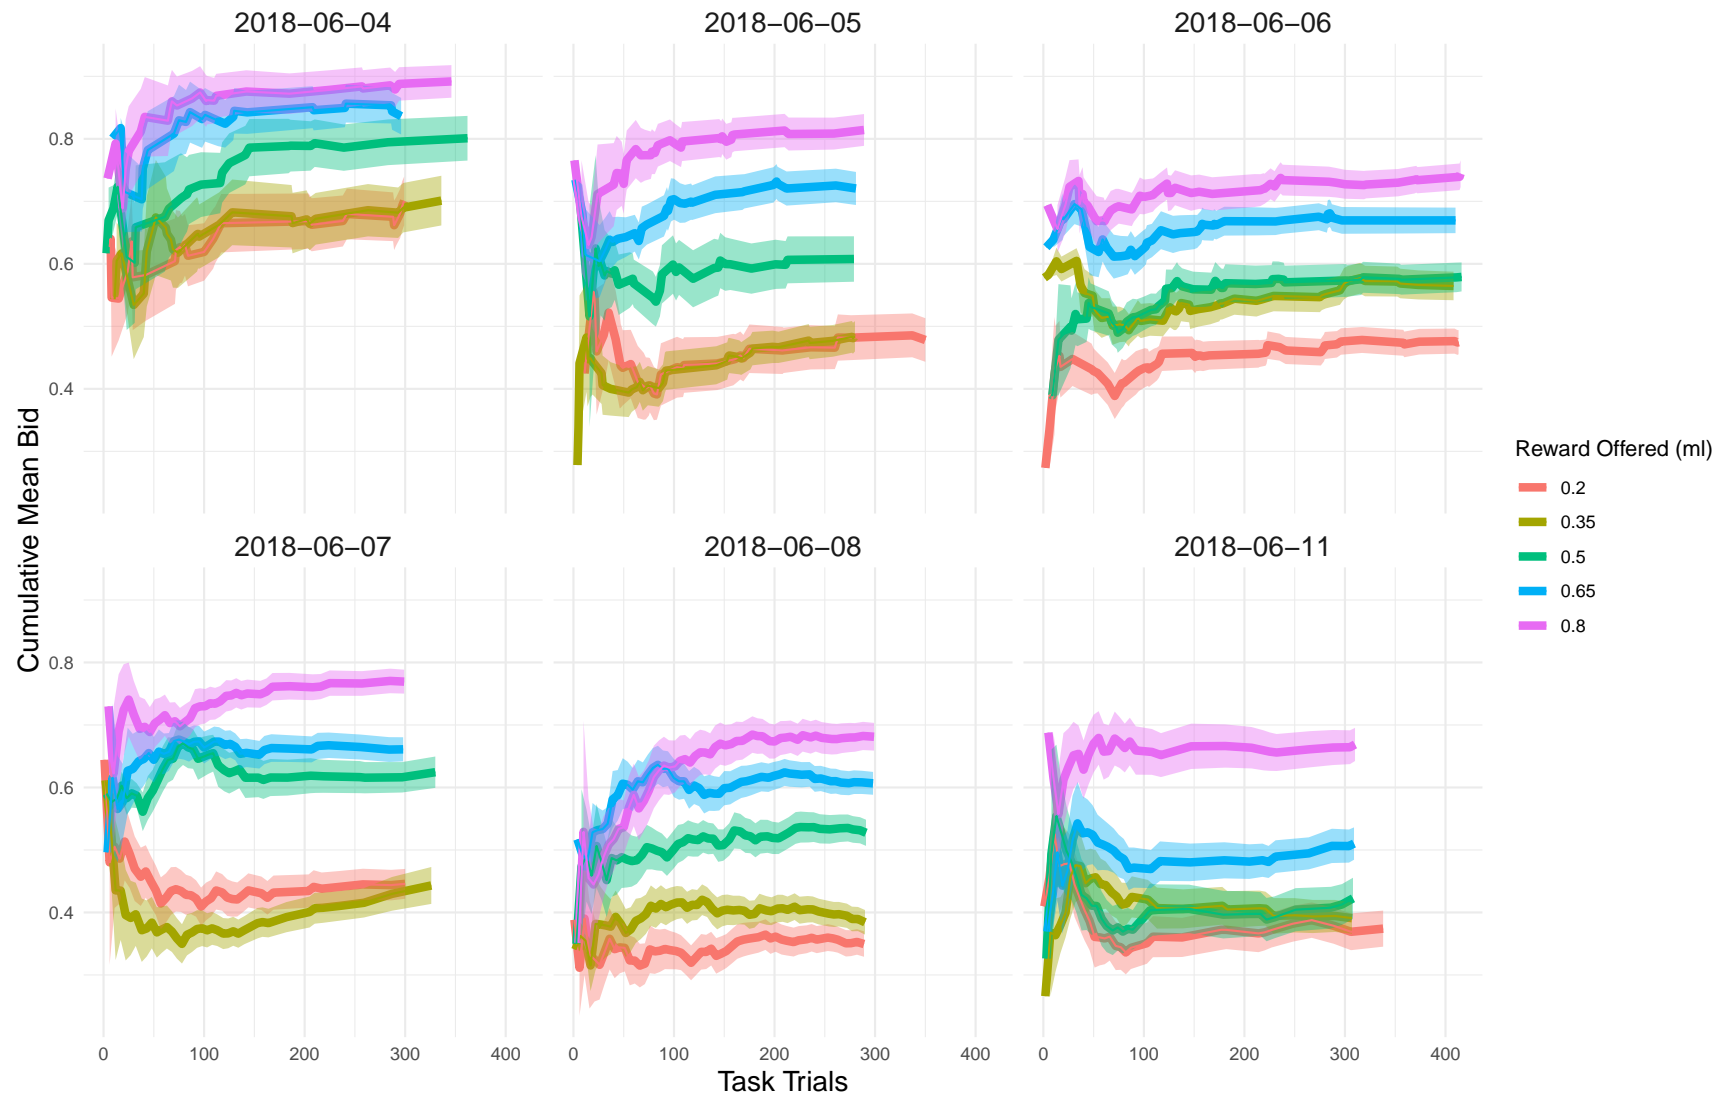 2018−06−04 2018−06−05 2018−06−06
0.8
0.6
0.4
2018−06−07 2018−06−08 2018−06−11
0.8
0.6
0.4
0 100 200 300 400 0 100 200 300 400 0 100 200 300 400
Task Trials
Cumulative Mean Bid
Reward Offered (ml)
0.2
0.35
0.5
0.65
0.8